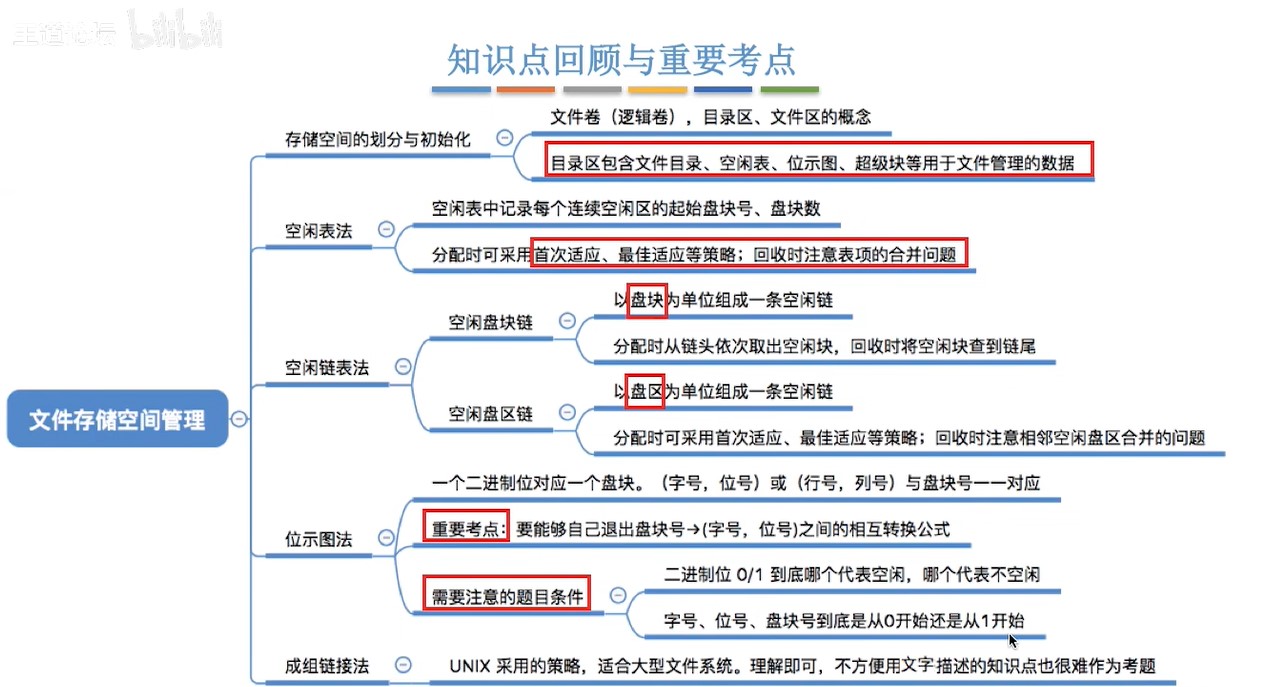 王道论坛 bilibili
知识点回顾与重要考点
文件卷（逻辑卷），目录区、文件区的概念
存储空间的划分与初始化
目录区包含文件目录、空闲表、位示图、超级块等用于文件管理的数据
空闲表中记录每个连续空闲区的起始盘块号、盘块数
空闲表法
分配时可采用首次适应、最佳适应等策略；回收时注意表项的合并问题
以盘块为单位组成一条空闲链
空闲盘块链
分配时从链头依次取出空闲块，回收时将空闲块查到链尾
空闲链表法
以盘区为单位组成一条空闲链
空闲盘区链
分配时可采用首次适应、最佳适应等策略；回收时注意相邻空闲盘区合并的问题
文件存储空间管理
一个二进制位对应一个盘块。（字号，位号）或（行号，列号）与盘块号一一对应
位示图法
重要考点：要能够自己退出盘块号→(字号，位号)之间的相互转换公式
二进制位 0/1 到底哪个代表空闲，哪个代表不空闲
需要注意的题目条件
字号、位号、盘块号到底是从0开始还是从1开始
成组链接法
UNIX 采用的策略，适合大型文件系统。理解即可，不方便用文字描述的知识点也很难作为考题